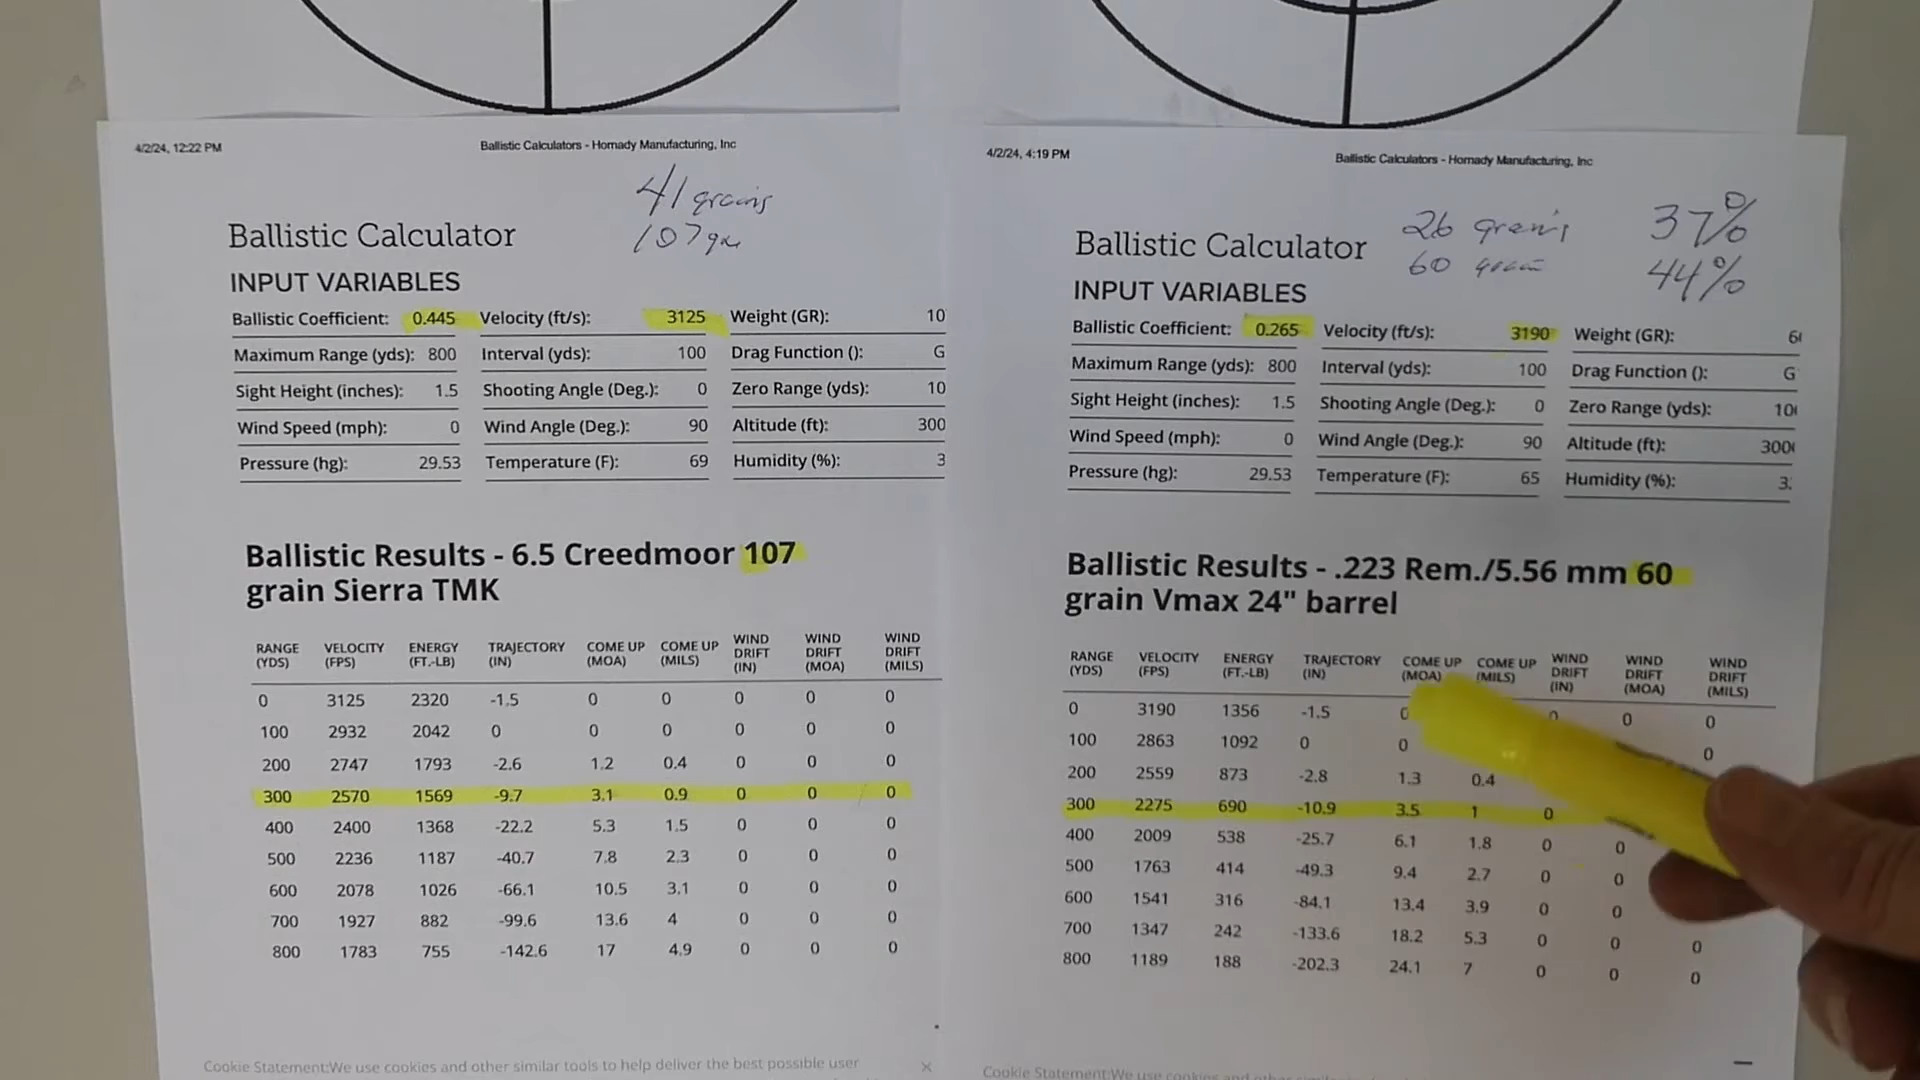 4/2/24, 12:22 PM
Ballistic Calculators - Hornady Manufacturing, Inc
41 grains
107
Ballistic Calculator
INPUT VARIABLES
Ballistic Coefficient: 0.445 Velocity (ft/s): 3125 Weight (GR): 10
Maximum Range (yds): 800 Interval (yds): 100 Drag Function (): G
Sight Height (inches): 1.5 Shooting Angle (Deg.): 0 Zero Range (yds): 10
Wind Speed (mph): 0 Wind Angle (Deg.): 90 Altitude (ft): 300
Pressure (hg): 29.53 Temperature (F): 69 Humidity (%): 3
Ballistic Results - 6.5 Creedmoor 107
grain Sierra TMK
RANGE (YDS) VELOCITY (FPS) ENERGY (FT.-LB) TRAJECTORY (IN) COME UP (MOA) COME UP (MILS) WIND DRIFT (IN) WIND DRIFT (MOA) WIND DRIFT (MILS)
0 3125 2320 -1.5 0 0 0 0 0
100 2932 2042 0 0 0 0 0 0
200 2747 1793 -2.6 1.2 0.4 0 0 0
300 2570 1569 -9.7 3.1 0.9 0 0 0
400 2400 1368 -22.2 5.3 1.5 0 0 0
500 2236 1187 -40.7 7.8 2.3 0 0 0
600 2078 1026 -66.1 10.5 3.1 0 0 0
700 1927 882 -99.6 13.6 4 0 0 0
800 1783 755 -142.6 17 4.9 0 0 0
Cookie Statement:We use cookies and other similar tools to help deliver the best possible user ×
4/2/24, 4:19 PM
Ballistic Calculators - Hornady Manufacturing, Inc
26 grains 37%
60 grain 44%
Ballistic Calculator
INPUT VARIABLES
Ballistic Coefficient: 0.265 Velocity (ft/s): 3190 Weight (GR): 6
Maximum Range (yds): 800 Interval (yds): 100 Drag Function (): G
Sight Height (inches): 1.5 Shooting Angle (Deg.): 0 Zero Range (yds): 10
Wind Speed (mph): 0 Wind Angle (Deg.): 90 Altitude (ft): 300
Pressure (hg): 29.53 Temperature (F): 65 Humidity (%): 3
Ballistic Results - .223 Rem./5.56 mm 60
grain Vmax 24" barrel
RANGE (YDS) VELOCITY (FPS) ENERGY (FT.-LB) TRAJECTORY (IN) COME UP (MOA) COME UP (MILS) WIND DRIFT (IN) WIND DRIFT (MOA) WIND DRIFT (MILS)
0 3190 1356 -1.5 0 0 0 0
100 2863 1092 0 0 0
200 2559 873 -2.8 1.3 0.4
300 2275 690 -10.9 3.5 1 0
400 2009 538 -25.7 6.1 1.8 0 0
500 1763 414 -49.3 9.4 2.7 0 0
600 1541 316 -84.1 13.4 3.9 0 0
700 1347 242 -133.6 18.2 5.3 0 0 0
800 1189 188 -202.3 24.1 7 0 0 0
Cookie Statement:We use cookies and other similar tools